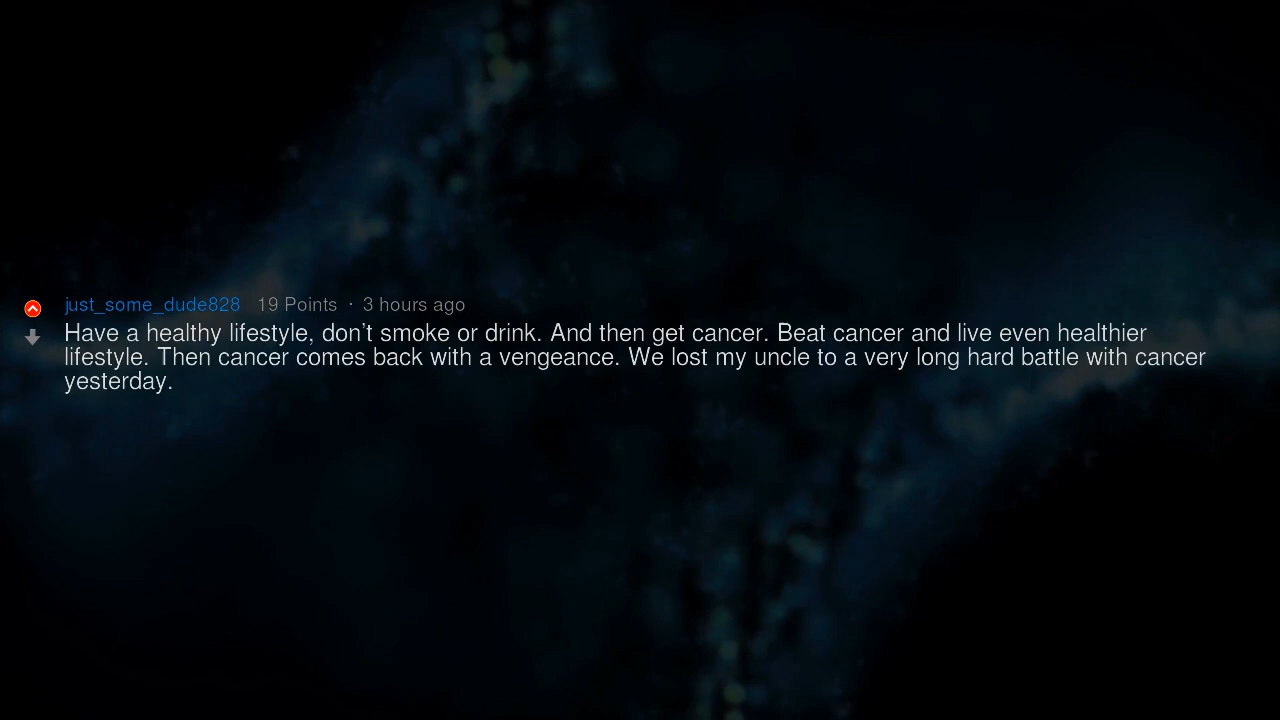 just_some_dude828 19 Points · 3 hours ago
Have a healthy lifestyle, don't smoke or drink. And then get cancer. Beat cancer and live even healthier
lifestyle. Then cancer comes back with a vengeance. We lost my uncle to a very long hard battle with cancer
yesterday.